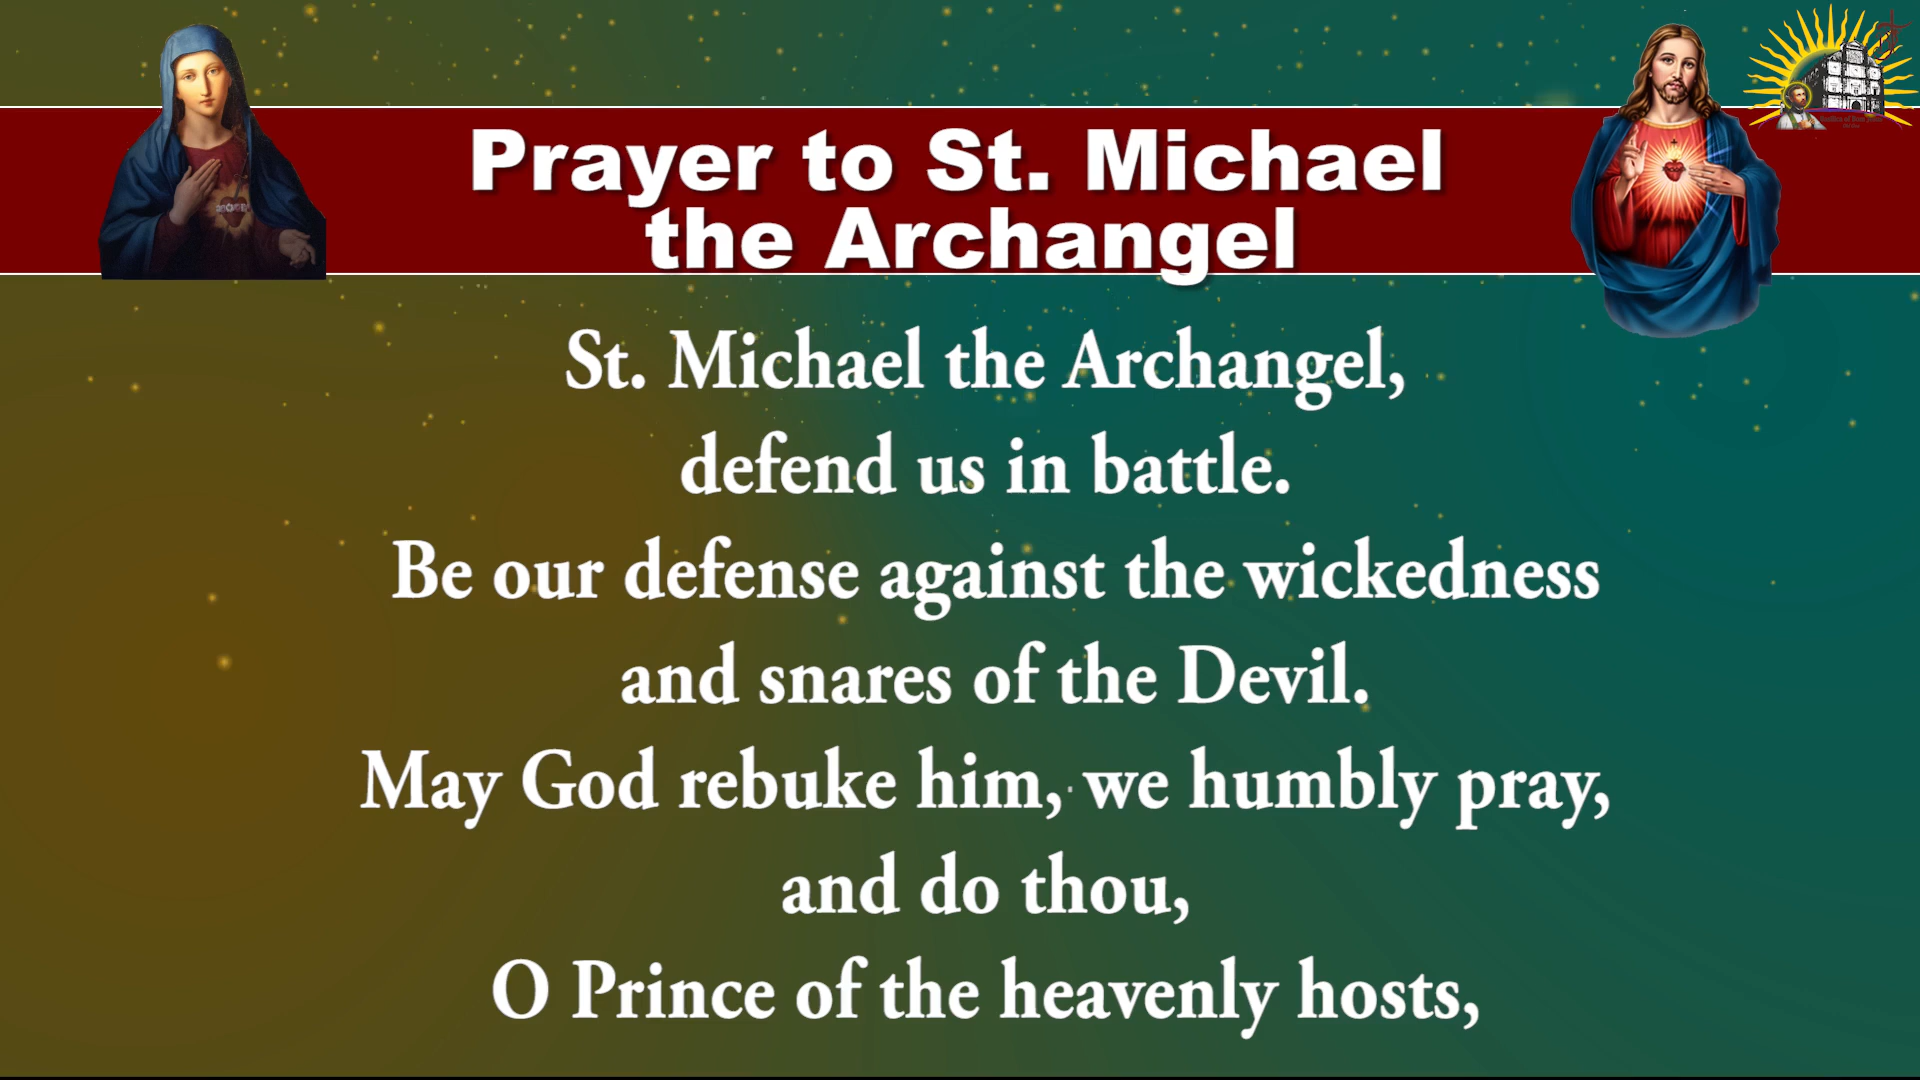 Prayer to St. Michael
the Archangel
St. Michael the Archangel,
defend us in battle.
Be our defense against the wickedness
and snares of the Devil.
May God rebuke him, we humbly pray,
and do thou,
O Prince of the heavenly hosts,